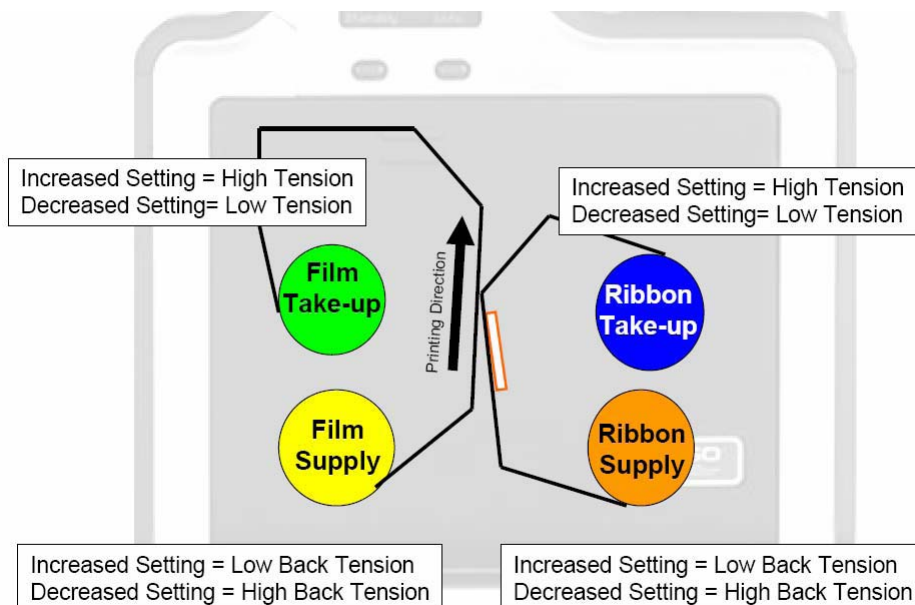 Standby
Increased Setting = High Tension
Decreased Setting= Low Tension
Increased Setting = High Tension
Decreased Setting= Low Tension
Film
Take-up
Printing Direction
Ribbon
Take-up
Film
Supply
Ribbon
Supply
Increased Setting = Low Back Tension
Decreased Setting = High Back Tension
Increased Setting = Low Back Tension
Decreased Setting = High Back Tension